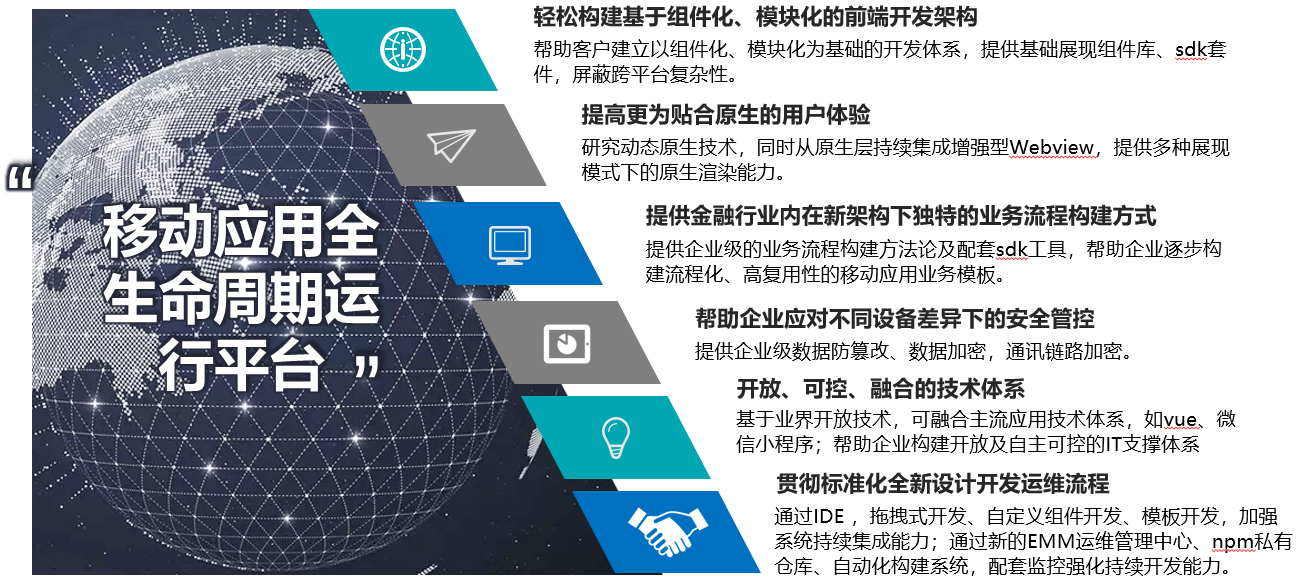 “
移动应用全
生命周期运
行平台 ”
轻松构建基于组件化、模块化的前端开发架构
帮助客户建立以组件化、模块化为基础的开发体系，提供基础展现组件库、sdk套
件，屏蔽跨平台复杂性。
提高更为贴合原生的用户体验
研究动态原生技术，同时从原生层持续集成增强型Webview，提供多种展现
模式下的原生渲染能力。
提供金融行业内在新架构下独特的业务流程构建方式
提供企业级的业务流程构建方法论及配套sdk工具，帮助企业逐步构
建流程化、高复用性的移动应用业务模板。
帮助企业应对不同设备差异下的安全管控
提供企业级数据防篡改、数据加密，通讯链路加密。
开放、可控、融合的技术体系
基于业界开放技术，可融合主流应用技术体系，如vue、微
信小程序；帮助企业构建开放及自主可控的IT支撑体系
贯彻标准化全新设计开发运维流程
通过IDE ，拖拽式开发、自定义组件开发、模板开发，加强
系统持续集成能力；通过新的EMM运维管理中心、npm私有
仓库、自动化构建系统，配套监控强化持续开发能力。